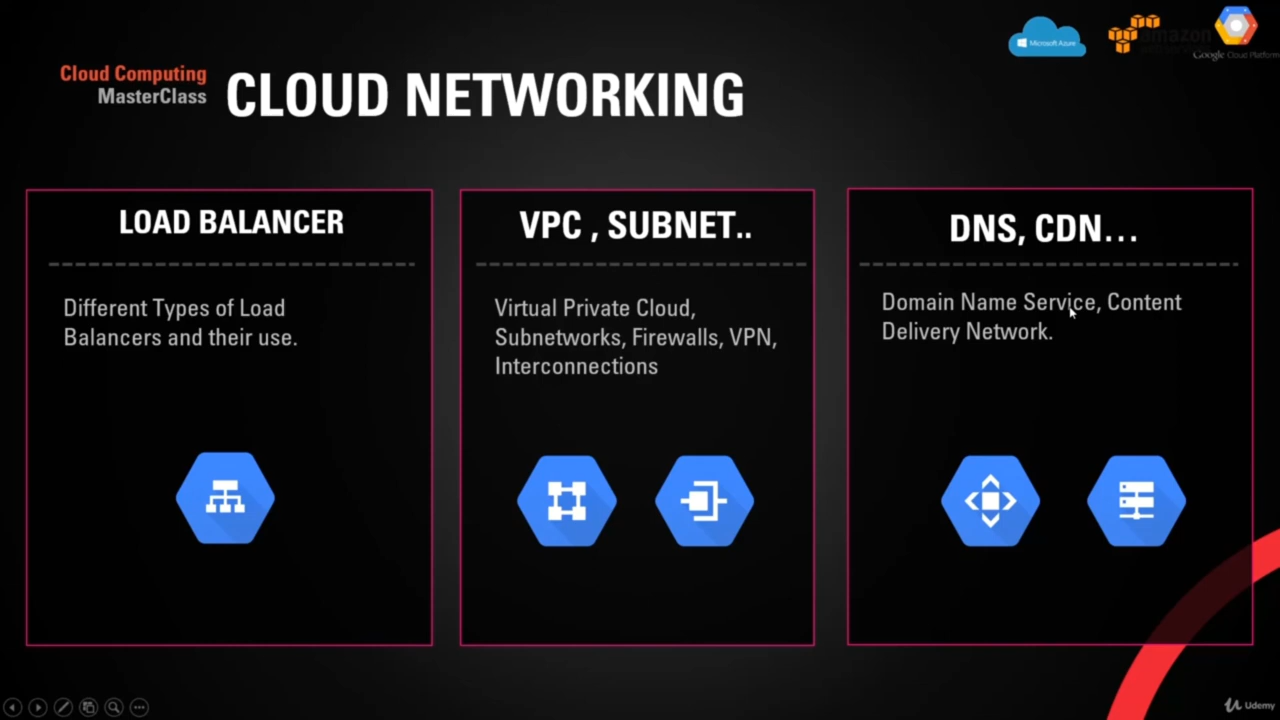 Microsoft Azure
amazon
Google Cloud Platform
Cloud Computing
MasterClass
CLOUD NETWORKING
LOAD BALANCER
Different Types of Load
Balancers and their use.
VPC , SUBNET..
Virtual Private Cloud,
Subnetworks, Firewalls, VPN,
Interconnections
DNS, CDN...
Domain Name Service, Content
Delivery Network.
Udemy